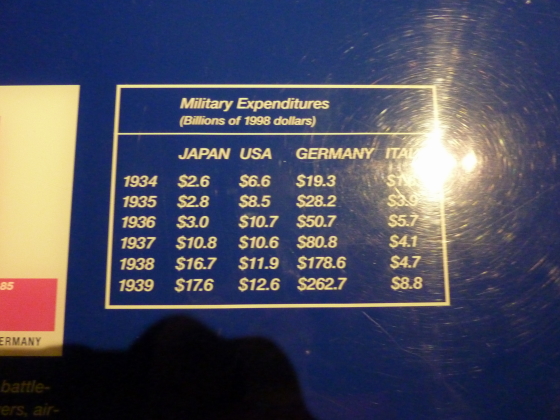 Military Expenditures
(Billions of 1998 dollars)
JAPAN USA GERMANY
1934 $2.6 $6.6 $19.3
1935 $2.8 $8.5 $28.2 $3.9
1936 $3.0 $10.7 $50.7 $5.7
1937 $10.8 $10.6 $80.8 $4.1
1938 $16.7 $11.9 $178.6 $4.7
1939 $17.6 $12.6 $262.7 $8.8
85
ERMANY
battle-
ers, air-